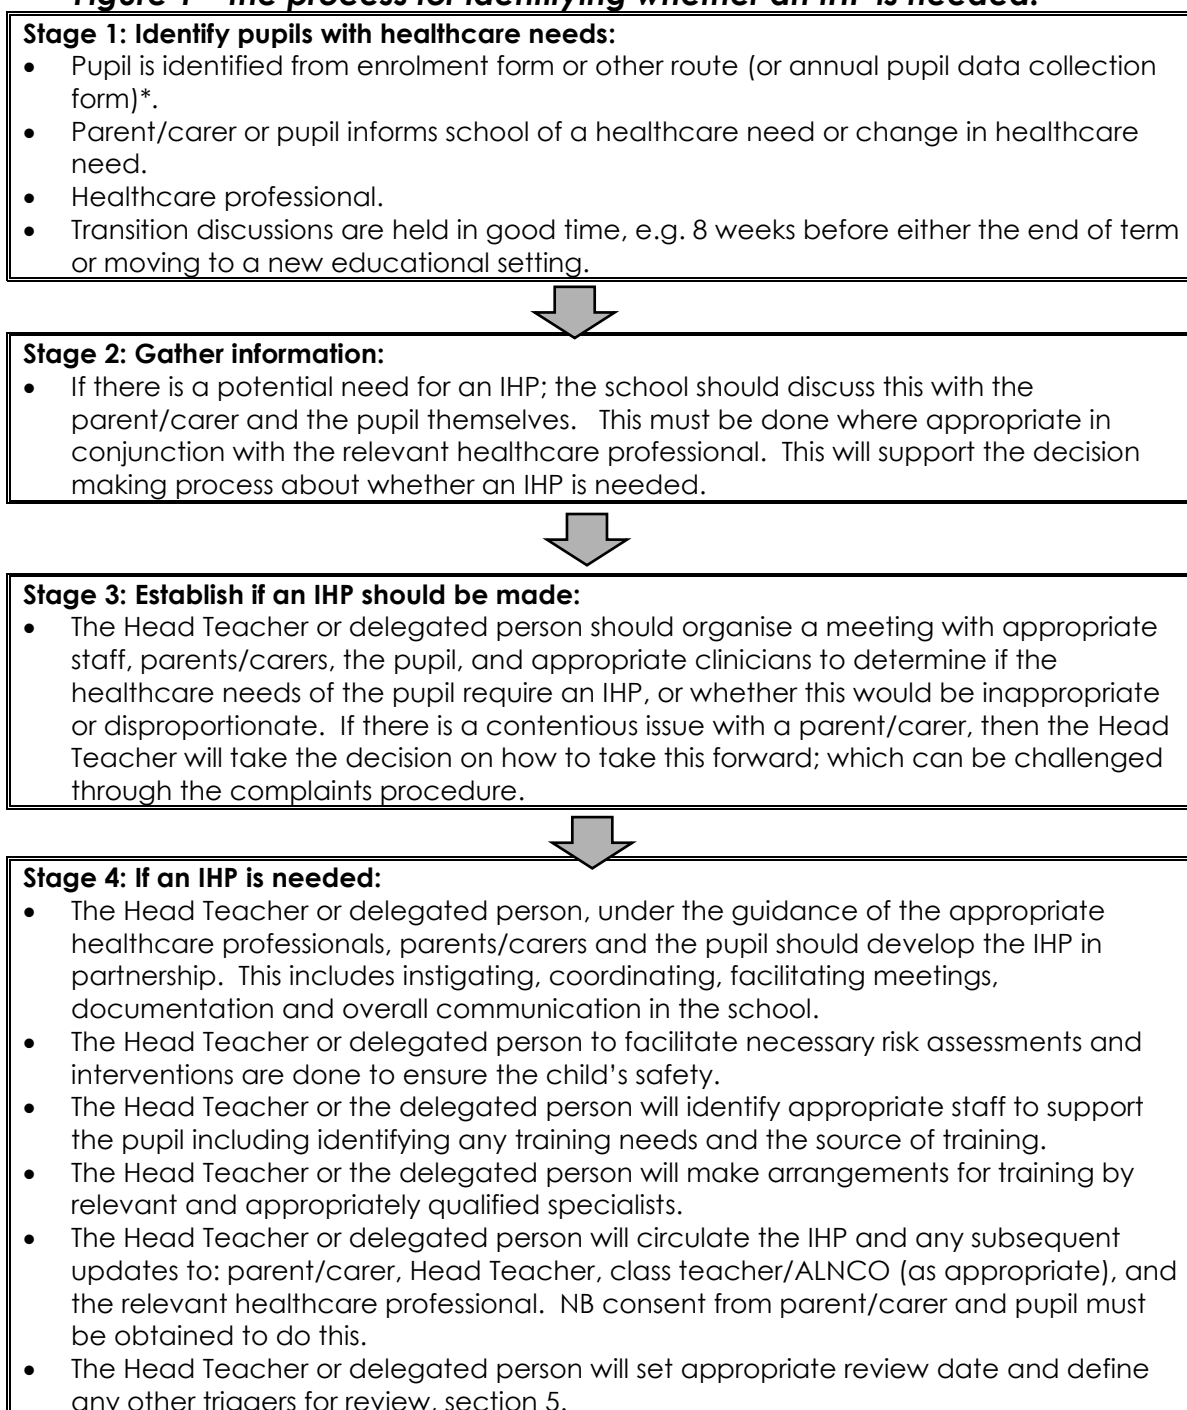 Figure 1 – the process for identifying whether an IHP is needed.
Stage 1: Identify pupils with healthcare needs:
• Pupil is identified from enrolment form or other route (or annual pupil data collection
form)*.
• Parent/carer or pupil informs school of a healthcare need or change in healthcare
need.
• Healthcare professional.
• Transition discussions are held in good time, e.g. 8 weeks before either the end of term
or moving to a new educational setting.
Stage 2: Gather information:
• If there is a potential need for an IHP; the school should discuss this with the
parent/carer and the pupil themselves. This must be done where appropriate in
conjunction with the relevant healthcare professional. This will support the decision
making process about whether an IHP is needed.
Stage 3: Establish if an IHP should be made:
• The Head Teacher or delegated person should organise a meeting with appropriate
staff, parents/carers, the pupil, and appropriate clinicians to determine if the
healthcare needs of the pupil require an IHP, or whether this would be inappropriate
or disproportionate. If there is a contentious issue with a parent/carer, then the Head
Teacher will take the decision on how to take this forward; which can be challenged
through the complaints procedure.
Stage 4: If an IHP is needed:
• The Head Teacher or delegated person, under the guidance of the appropriate
healthcare professionals, parents/carers and the pupil should develop the IHP in
partnership. This includes instigating, coordinating, facilitating meetings,
documentation and overall communication in the school.
• The Head Teacher or delegated person to facilitate necessary risk assessments and
interventions are done to ensure the child's safety.
• The Head Teacher or the delegated person will identify appropriate staff to support
the pupil including identifying any training needs and the source of training.
• The Head Teacher or the delegated person will make arrangements for training by
relevant and appropriately qualified specialists.
• The Head Teacher or delegated person will circulate the IHP and any subsequent
updates to: parent/carer, Head Teacher, class teacher/ALNCO (as appropriate), and
the relevant healthcare professional. NB consent from parent/carer and pupil must
be obtained to do this.
• The Head Teacher or delegated person will set appropriate review date and define
any other triggers for review, section 5.